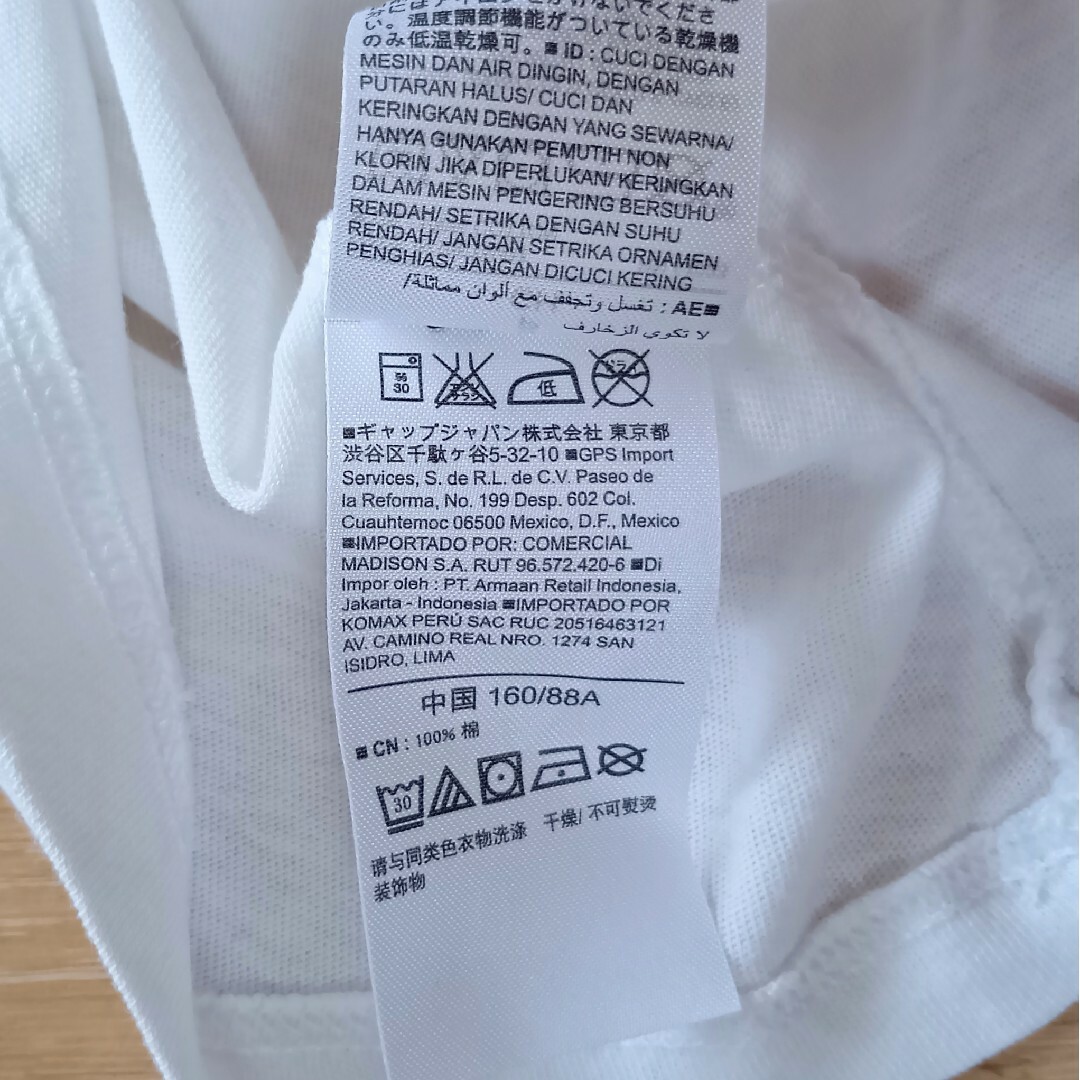 い。温度調節機能がついている乾燥機
のみ低温乾燥可。■ ID : CUCI DENGAN
MESIN DAN AIR DINGIN, DENGAN
PUTARAN HALUS/ CUCI DAN
KERINGKAN DENGAN YANG SEWARNA/
HANYA GUNAKAN PEMUTIH NON
KLORIN JIKA DIPERLUKAN/ KERINGKAN
DALAM MESIN PENGERING BERSUHU
RENDAH/ SETRIKA DENGAN SUHU
RENDAH/ JANGAN SETRIKA ORNAMEN
PENGHIAS/ JANGAN DICUCI KERING
■AE : تغسل وتجفف مع ألوان مماثلة/
لا تكوى الزخارف
30 低
■ギャップジャパン株式会社 東京都
渋谷区千駄ヶ谷5-32-10 ■GPS Import
Services, S. de R.L. de C.V. Paseo de
la Reforma, No. 199 Desp. 602 Col.
Cuauhtemoc 06500 Mexico, D.F., Mexico
■IMPORTADO POR: COMERCIAL
MADISON S.A. RUT 96.572.420-6 ■Di
Impor oleh : PT. Armaan Retail Indonesia,
Jakarta - Indonesia ■IMPORTADO POR
KOMAX PERÚ SAC RUC 20516463121
AV. CAMINO REAL NRO. 1274 SAN
ISIDRO, LIMA
中国 160/88A
■ CN : 100% 棉
30
请与同类色衣物洗涤 干燥/ 不可熨烫
装饰物